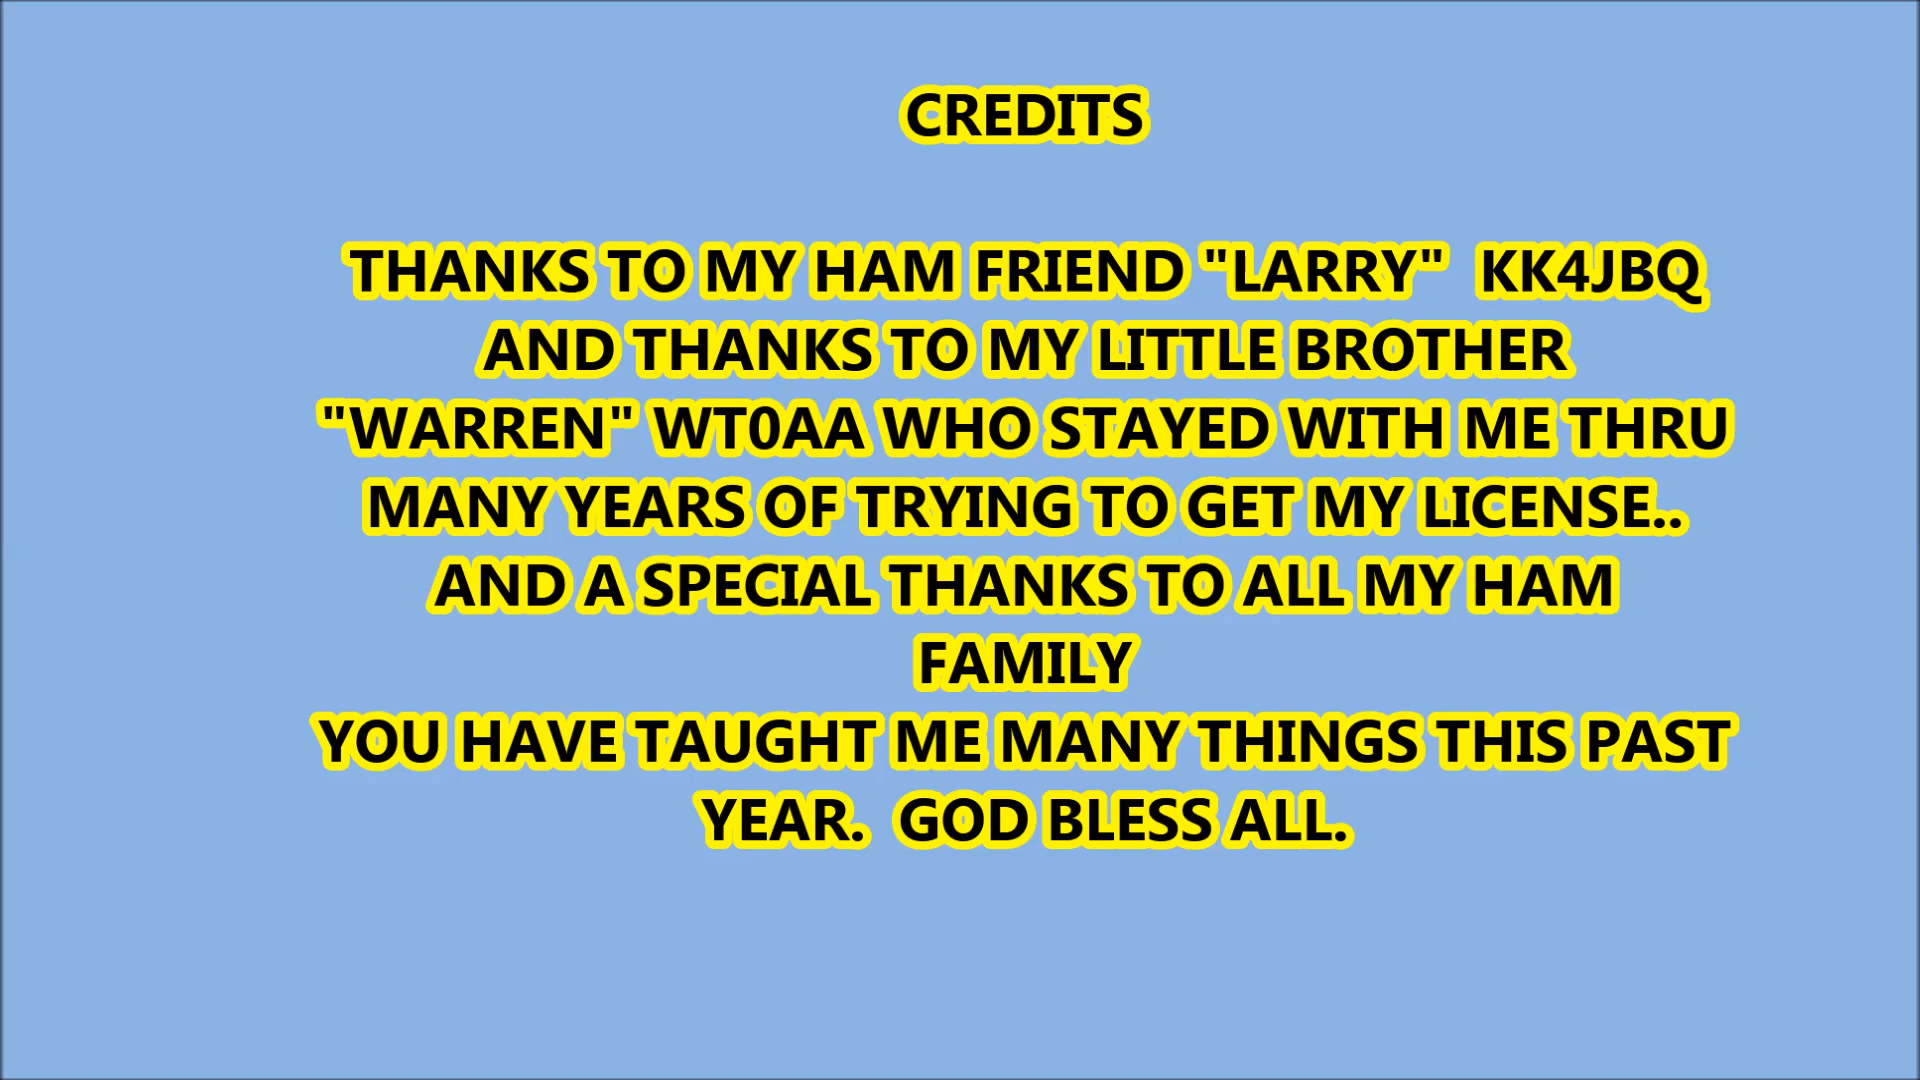 CREDITS
THANKS TO MY HAM FRIEND "LARRY"  KK4JBQ
AND THANKS TO MY LITTLE BROTHER
"WARREN" WT0AA WHO STAYED WITH ME THRU
MANY YEARS OF TRYING TO GET MY LICENSE..
AND A SPECIAL THANKS TO ALL MY HAM
FAMILY
YOU HAVE TAUGHT ME MANY THINGS THIS PAST
YEAR.  GOD BLESS ALL.